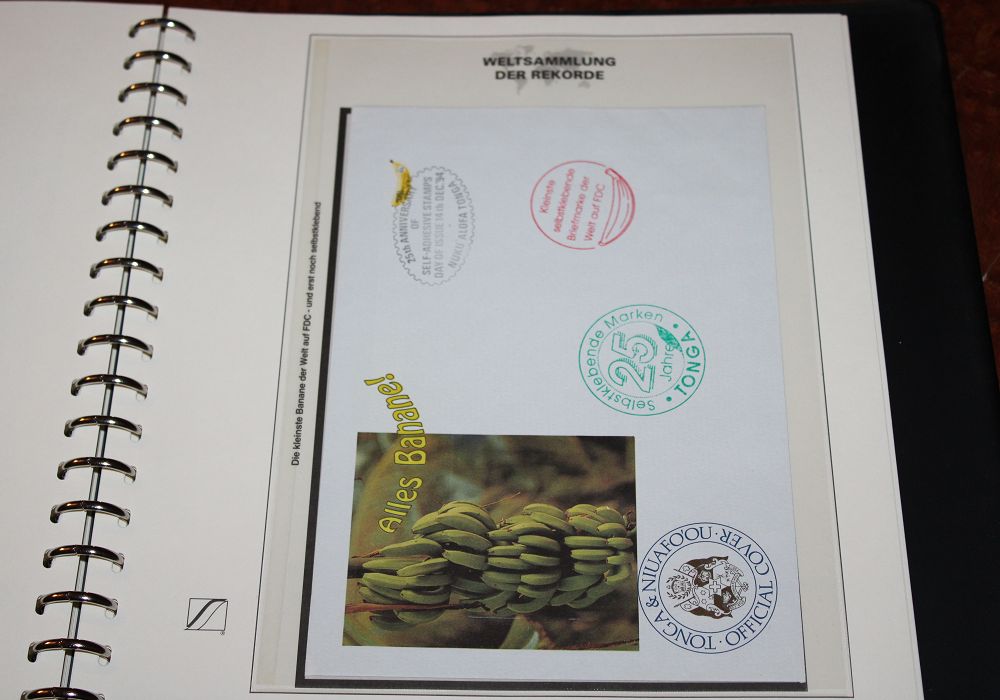 WELTSAMMLUNG
DER REKORDE
Die kleinste Banane der Welt auf FDC - und erst noch selbstklebend
25th ANNIVERSARY
OF
SELF-ADHESIVE STAMPS
DAY OF ISSUE 14th DEC.'94
NUKU ALOFA TONGA
Kleinste
selbstklebende
Briefmarke der
Welt auf FDC
Selbstklebende Marken
25
Jahre
• TONGA •
Alles Banane!
TONGA & NIUAFO'OU · OFFICIAL COVER ·